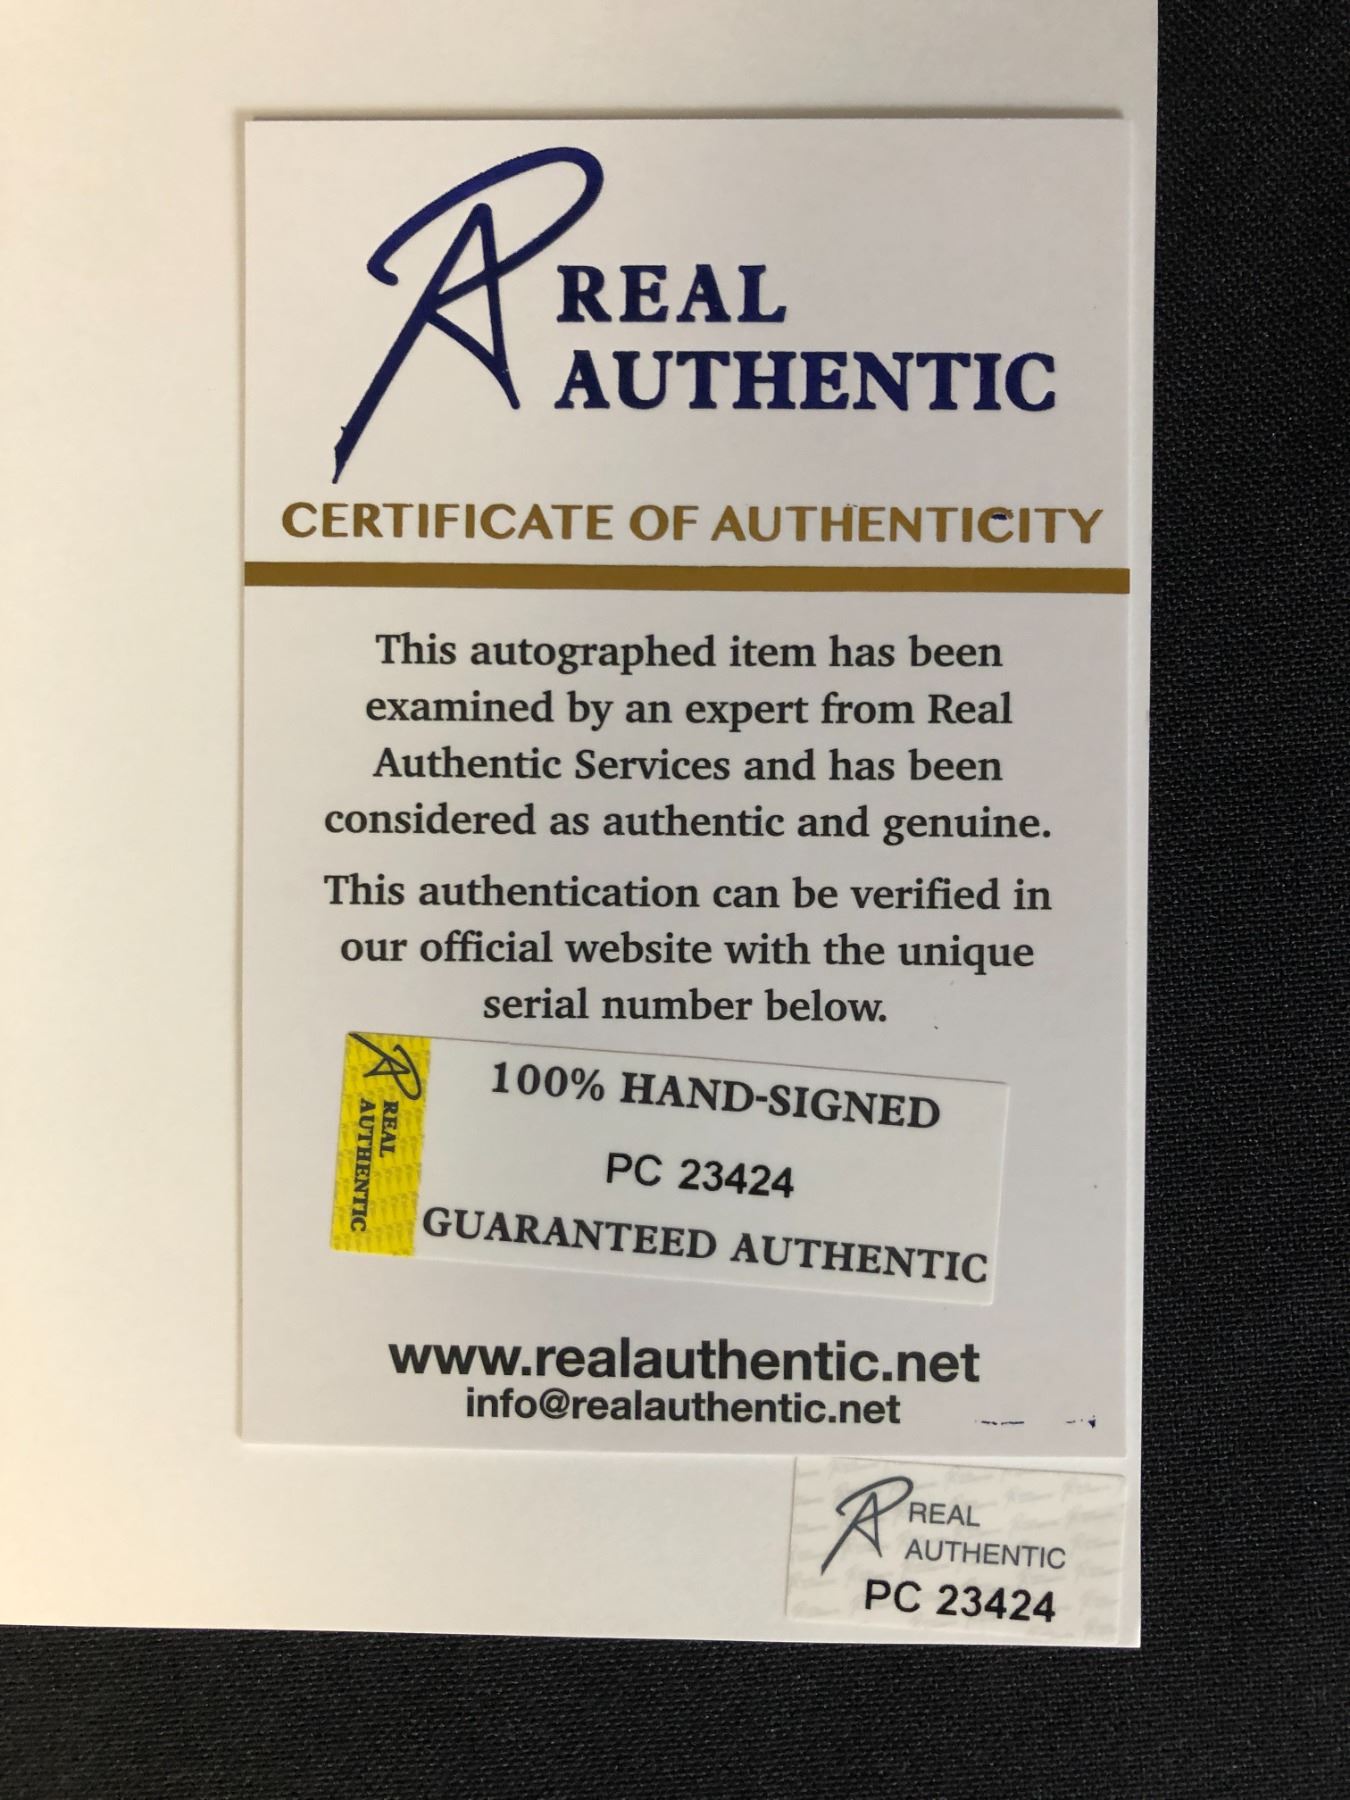 REAL
AUTHENTIC
CERTIFICATE OF AUTHENTICITY
This autographed item has been
examined by an expert from Real
Authentic Services and has been
considered as authentic and genuine.
This authentication can be verified in
our official website with the unique
serial number below.
REAL
AUTHENTIC
100% HAND-SIGNED
PC 23424
GUARANTEED AUTHENTIC
www.realauthentic.net
info@realauthentic.net
REAL
AUTHENTIC
PC 23424